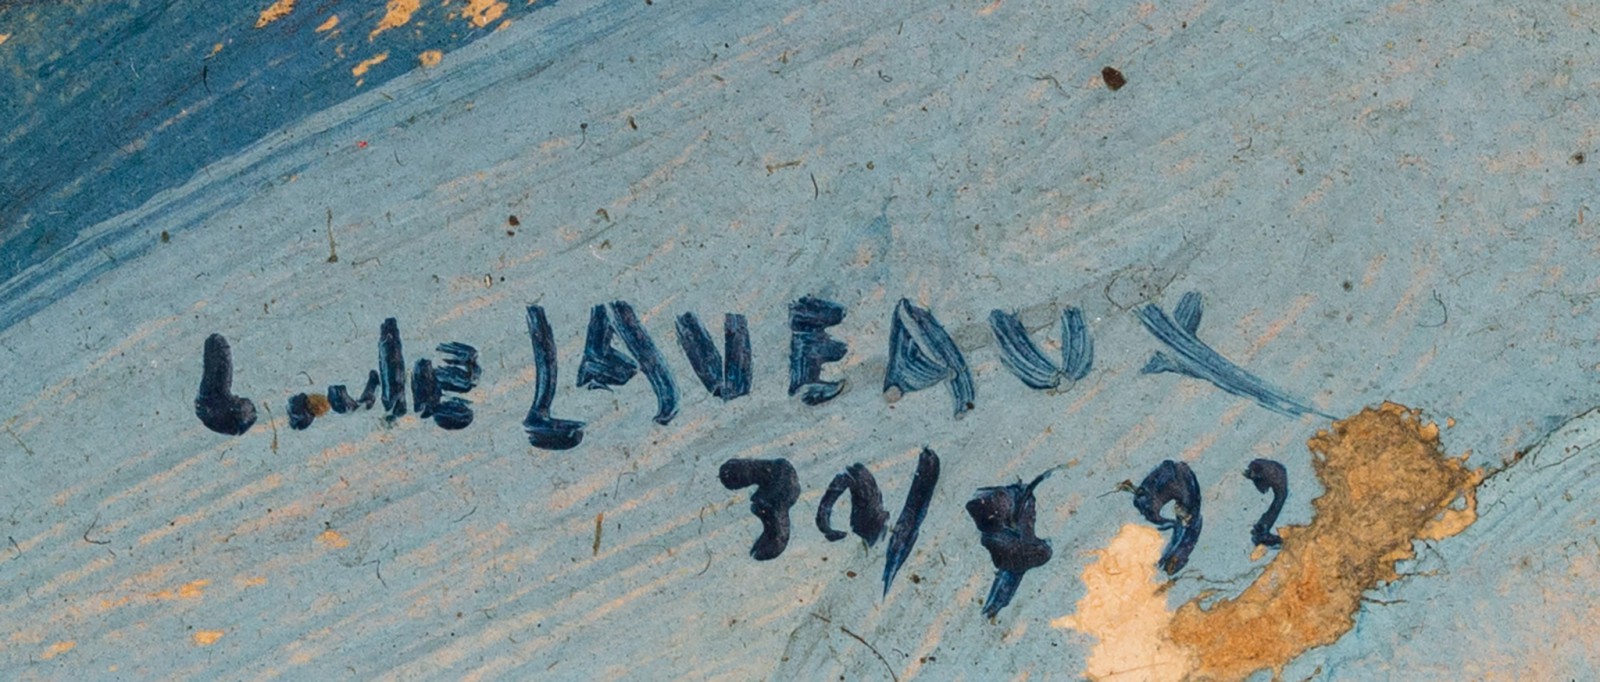 L. de LAVEAUX
30/7 92